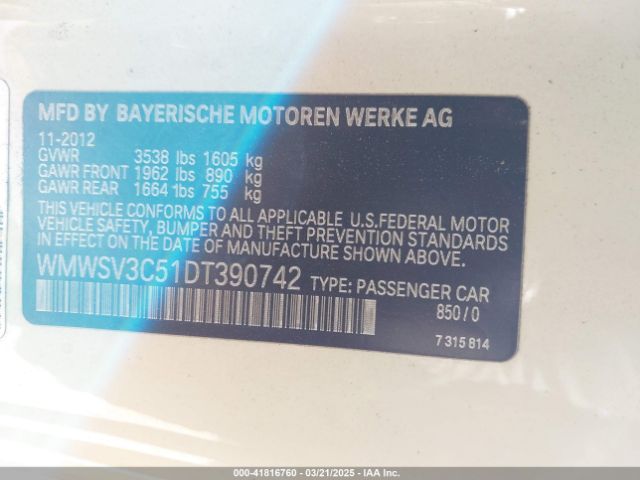 MFD BY BAYERISCHE MOTOREN WERKE AG
11-2012
GVWR 3538 lbs 1605 kg
GAWR FRONT 1962 lbs 890 kg
GAWR REAR 1664 lbs 755 kg
THIS VEHICLE CONFORMS TO ALL APPLICABLE U.S.FEDERAL MOTOR
VEHICLE SAFETY, BUMPER AND THEFT PREVENTION
STANDARDS IN EFFECT ON THE DATE OF MANUFACTURE SHOWN ABOVE.
WMWSV3C51DT390742 TYPE: PASSENGER CAR
850 / 0
7 315 814
www.iaai.com - 41816760 - 03/21/2025 - IAA Inc.